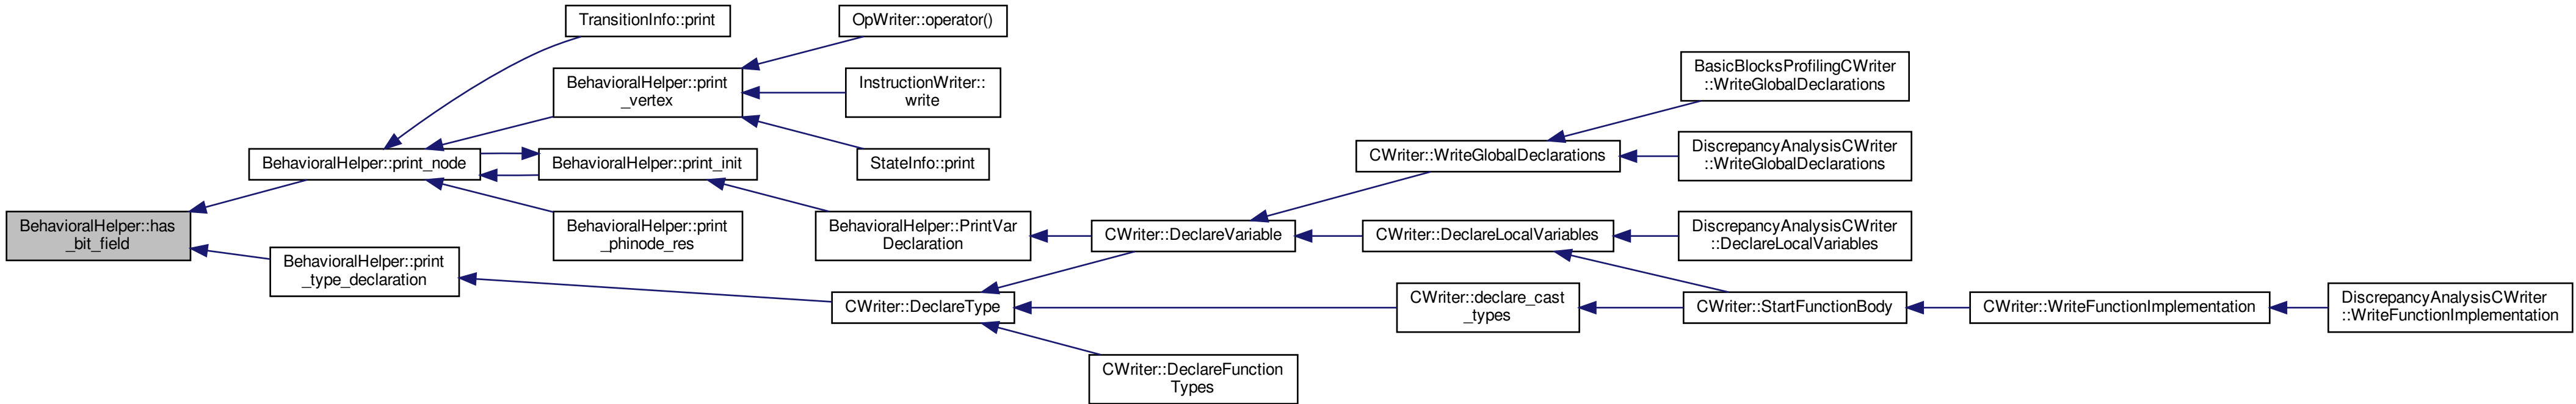 TransitionInfo::print
OpWriter::operator()
BehavioralHelper::print
_vertex
InstructionWriter::
write
BasicBlocksProfilingCWriter
::WriteGlobalDeclarations
BehavioralHelper::print_node
BehavioralHelper::print_init
StateInfo::print
CWriter::WriteGlobalDeclarations
DiscrepancyAnalysisCWriter
::WriteGlobalDeclarations
BehavioralHelper::has
_bit_field
BehavioralHelper::print
_phinode_res
BehavioralHelper::PrintVar
Declaration
CWriter::DeclareVariable
CWriter::DeclareLocalVariables
DiscrepancyAnalysisCWriter
::DeclareLocalVariables
BehavioralHelper::print
_type_declaration
CWriter::DeclareType
CWriter::declare_cast
_types
CWriter::StartFunctionBody
CWriter::WriteFunctionImplementation
DiscrepancyAnalysisCWriter
::WriteFunctionImplementation
CWriter::DeclareFunction
Types